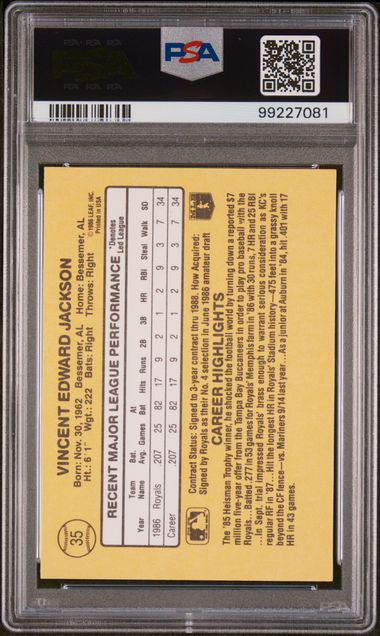 PSA
PSA
99227081
35
VINCENT EDWARD JACKSON
Born: Nov. 30, 1962 Bessemer, AL Home: Bessemer, AL
Ht.: 6' 1" Wgt.: 222 Bats: Right Throws: Right
© 1986 LEAF, INC.
Printed in USA
RECENT MAJOR LEAGUE PERFORMANCE *Denotes Led League
Year Team Name Bat. Avg. Games At Bat Hits Runs 2B 3B HR RBI Steal Walk SO
1986 Royals .207 25 82 17 9 2 1 2 9 3 7 34
Career .207 25 82 17 9 2 1 2 9 3 7 34
Contract Status: Signed to 3-year contract thru 1988. How Acquired:
Signed by Royals as their No. 4 selection in June 1986 amateur draft
CAREER HIGHLIGHTS
The '85 Heisman Trophy winner, he shocked the football world by turning down a reported $7
million five-year offer from the Tampa Bay Buccaneers in order to play pro baseball with the
Royals...Batted .277 in 53 games for Royals' Memphis farm in '86 with 30 runs, 7 HR and 25 RBI
...In Sept. trial impressed Royals' brass enough to warrant serious consideration as KC's
regular RF in '87...Hit the longest HR in Royals' Stadium history—475 feet into a grassy knoll
beyond the CF fence—vs. Mariners 9/14 last year...As a junior at Auburn in '84, hit .401 with 17
HR in 43 games.